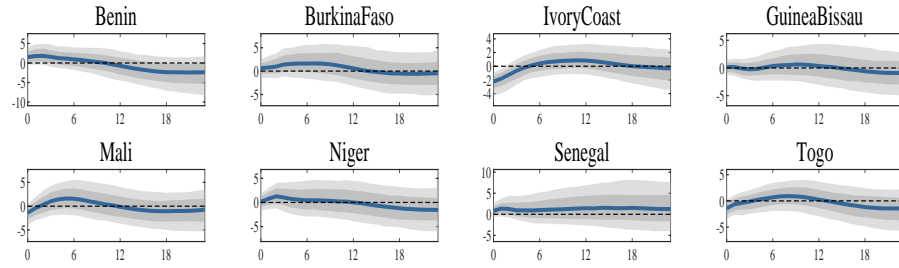 Benin BurkinaFaso IvoryCoast GuineaBissau
5 5 4 5
0 0 2 0
-5 -5 0 -5
-10 -2
-4
0 6 12 18 0 6 12 18 0 6 12 18 0 6 12 18
Mali Niger Senegal Togo
5 5 10 5
0 0 5 0
-5 -5 0 -5
-5
0 6 12 18 0 6 12 18 0 6 12 18 0 6 12 18